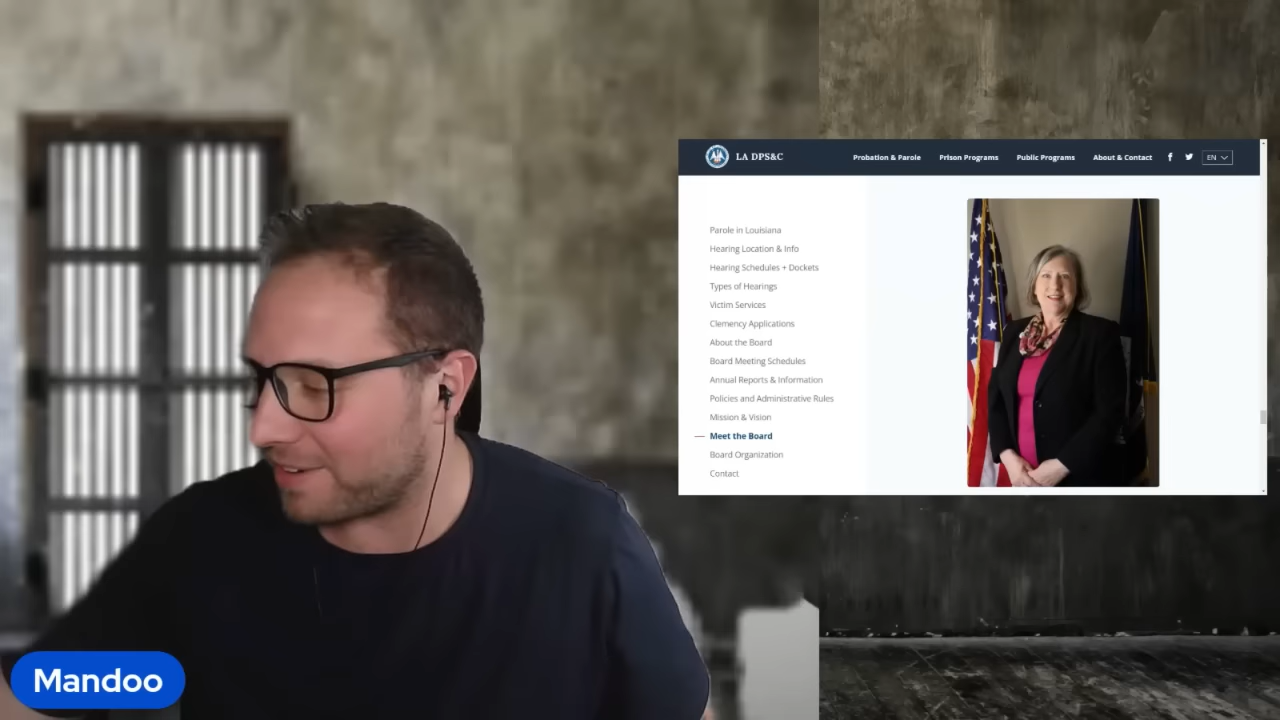 LA DPS&C
Probation & Parole
Prison Programs
Public Programs
About & Contact
EN
Parole in Louisiana
Hearing Location & Info
Hearing Schedules + Dockets
Types of Hearings
Victim Services
Clemency Applications
About the Board
Board Meeting Schedules
Annual Reports & Information
Policies and Administrative Rules
Mission & Vision
Meet the Board
Board Organization
Contact
Mandoo